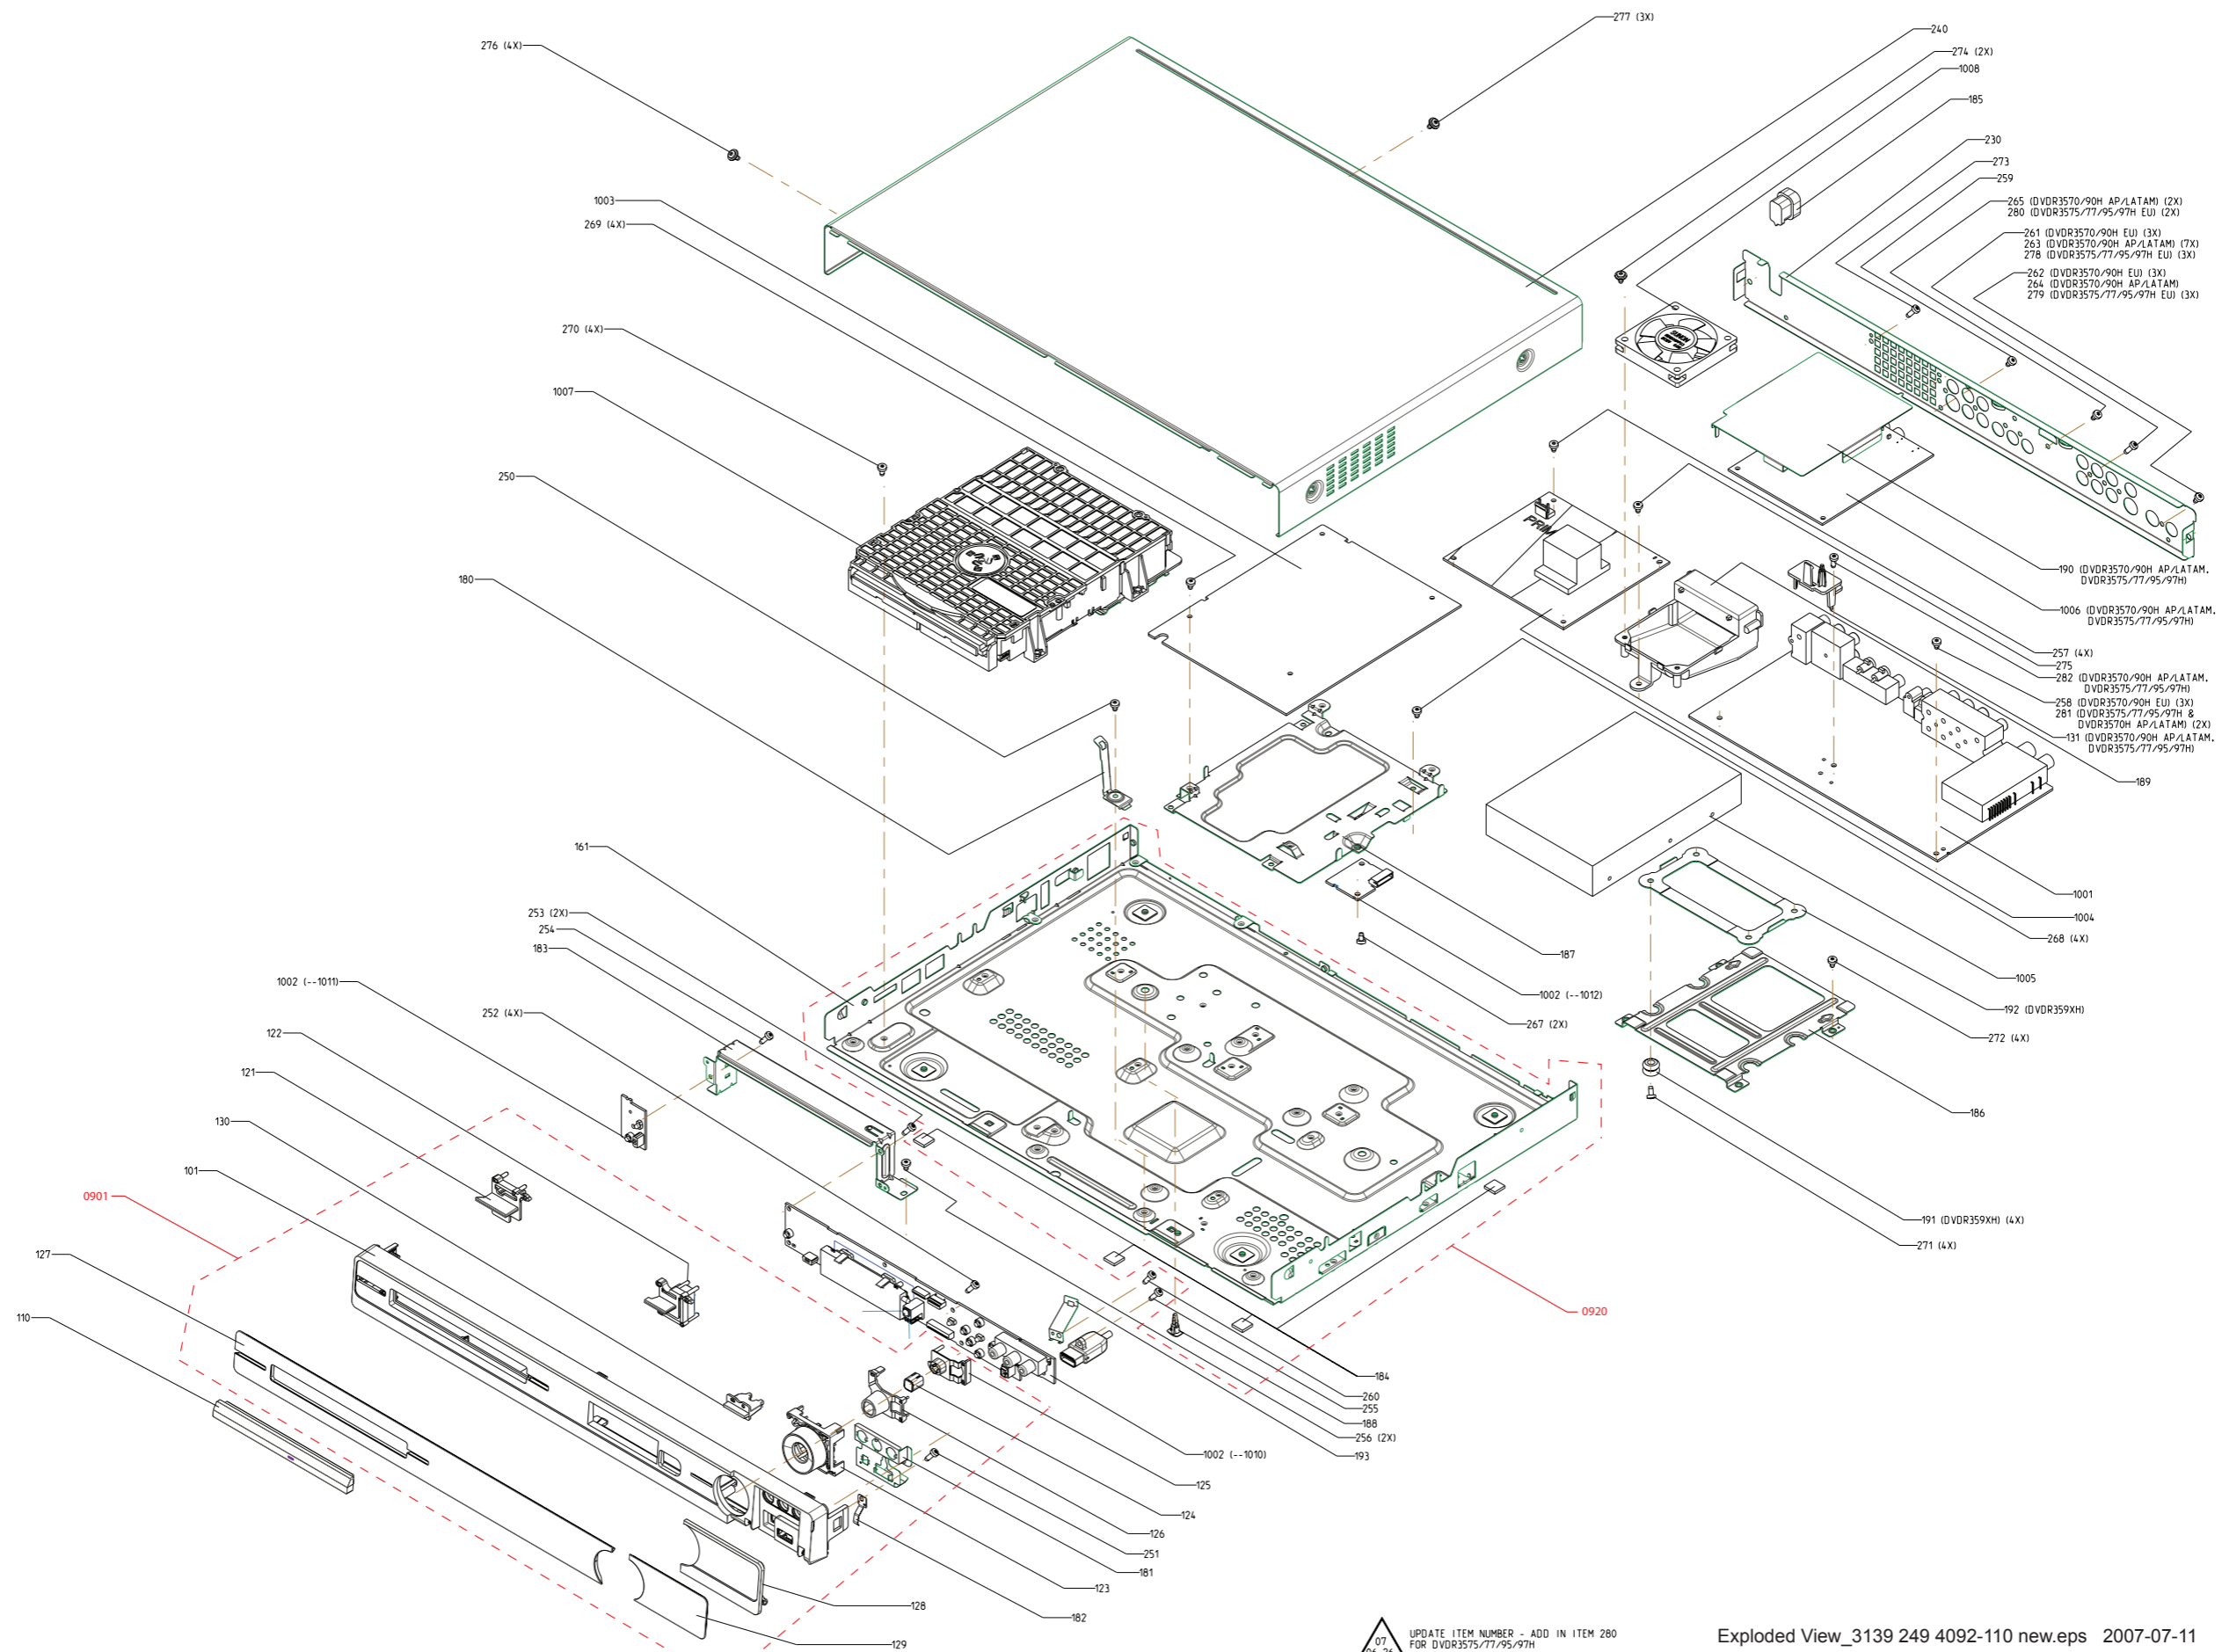 277 (3X)
276 (4X)
240
274 (2X)
1008
185
230
273
259
265 (DVDR3570/90H AP/LATAM) (2X)
280 (DVDR3575/77/95/97H EU) (2X)
261 (DVDR3570/90H EU) (3X)
263 (DVDR3570/90H AP/LATAM) (7X)
278 (DVDR3575/77/95/97H EU) (3X)
262 (DVDR3570/90H EU) (3X)
264 (DVDR3570/90H AP/LATAM)
279 (DVDR3575/77/95/97H EU) (3X)
1003
269 (4X)
270 (4X)
1007
250
180
PRIM
190 (DVDR3570/90H AP/LATAM,
DVDR3575/77/95/97H)
1006 (DVDR3570/90H AP/LATAM,
DVDR3575/77/95/97H)
257 (4X)
275
282 (DVDR3570/90H AP/LATAM,
DVDR3575/77/95/97H)
258 (DVDR3570/90H EU) (3X)
281 (DVDR3575/77/95/97H &
DVDR3570H AP/LATAM) (2X)
131 (DVDR3570/90H AP/LATAM,
DVDR3575/77/95/97H)
189
161
253 (2X)
254
183
1002 (--1011)
252 (4X)
122
121
130
101
0901
127
110
1001
1004
268 (4X)
187
1005
1002 (--1012)
192 (DVDR359XH)
267 (2X)
272 (4X)
186
191 (DVDR359XH) (4X)
271 (4X)
0920
184
260
255
188
256 (2X)
193
1002 (--1010)
125
124
126
251
181
123
128
182
129
07
06-26
UPDATE ITEM NUMBER - ADD IN ITEM 280
FOR DVDR3575/77/95/97H
Exploded View_3139 249 4092-110 new.eps 2007-07-11